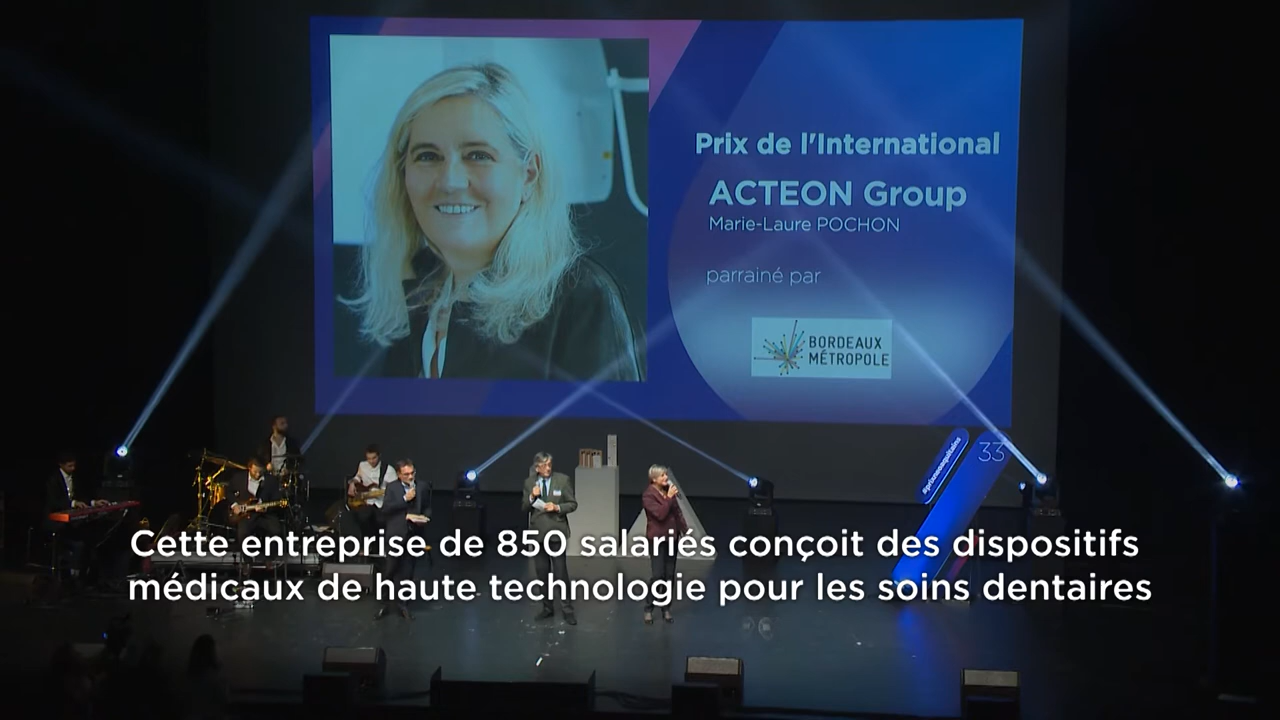 Prix de l'International
ACTEON Group
Marie-Laure POCHON
parrainé par
BORDEAUX
MÉTROPOLE
33
Cette entreprise de 850 salariés conçoit des dispositifs
médicaux de haute technologie pour les soins dentaires